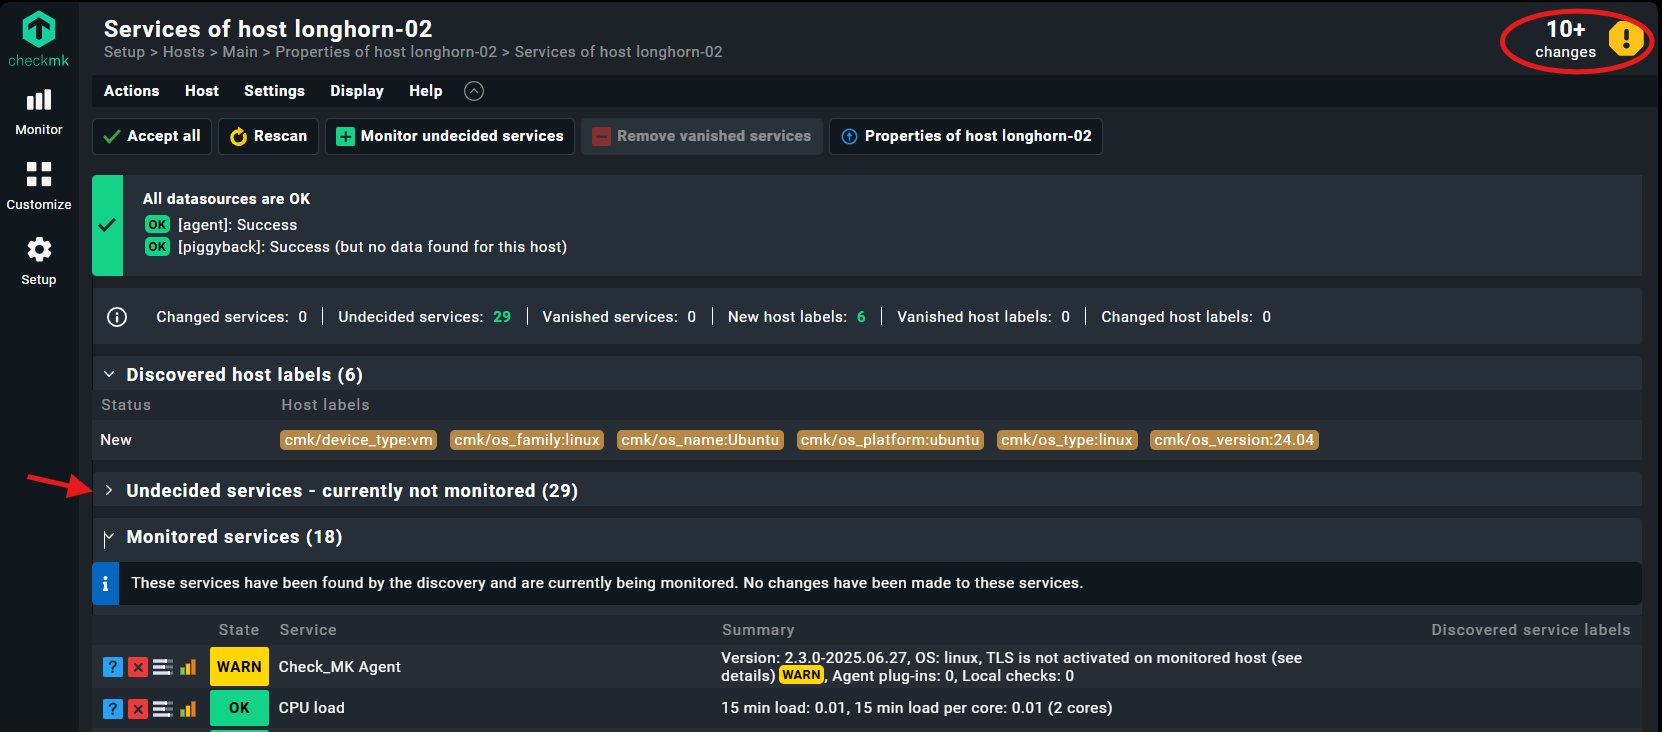 checkmk
Monitor
Customize
Setup
Services of host longhorn-02
Setup > Hosts > Main > Properties of host longhorn-02 > Services of host longhorn-02
10+
changes
Actions Host Settings Display Help
Accept all Rescan Monitor undecided services Remove vanished services Properties of host longhorn-02
All datasources are OK
OK [agent]: Success
OK [piggyback]: Success (but no data found for this host)
Changed services: 0 Undecided services: 29 Vanished services: 0 New host labels: 6 Vanished host labels: 0 Changed host labels: 0
Discovered host labels (6)
Status Host labels
New cmk/device_type:vm cmk/os_family:linux cmk/os_name:Ubuntu cmk/os_platform:ubuntu cmk/os_type:linux cmk/os_version:24.04
Undecided services - currently not monitored (29)
Monitored services (18)
These services have been found by the discovery and are currently being monitored. No changes have been made to these services.
State Service Summary Discovered service labels
WARN Check_MK Agent Version: 2.3.0-2025.06.27, OS: linux, TLS is not activated on monitored host (see
details) WARN, Agent plug-ins: 0, Local checks: 0
OK CPU load 15 min load: 0.01, 15 min load per core: 0.01 (2 cores)